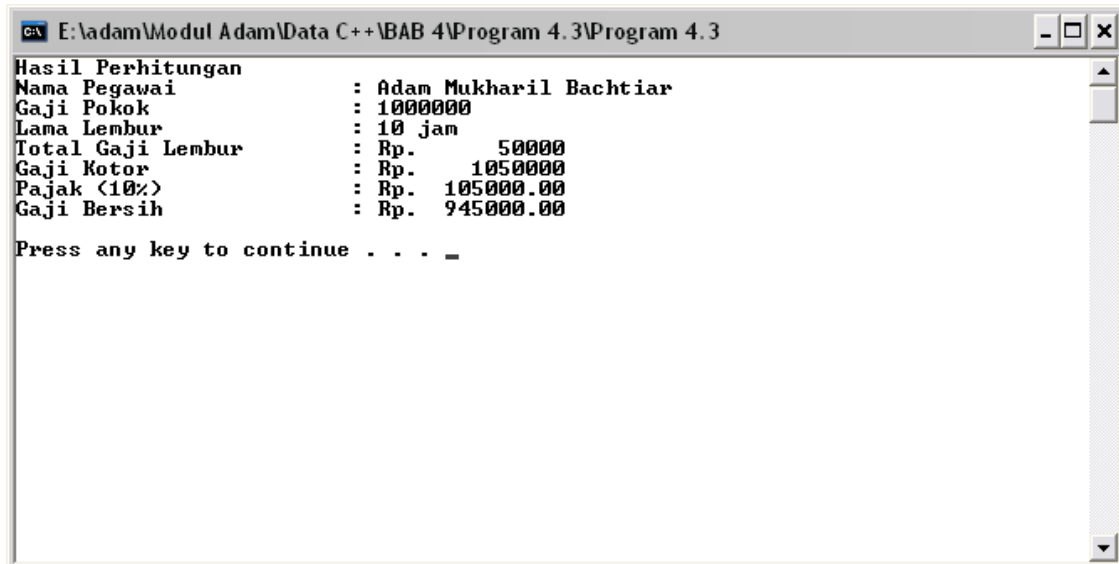 E:\adam\Modul Adam\Data C++\BAB 4\Program 4.3\Program 4.3
Hasil Perhitungan
Nama Pegawai : Adam Mukharil Bachtiar
Gaji Pokok : 1000000
Lama Lembur : 10 jam
Total Gaji Lembur : Rp. 50000
Gaji Kotor : Rp. 1050000
Pajak (10%) : Rp. 105000.00
Gaji Bersih : Rp. 945000.00
Press any key to continue . . . _